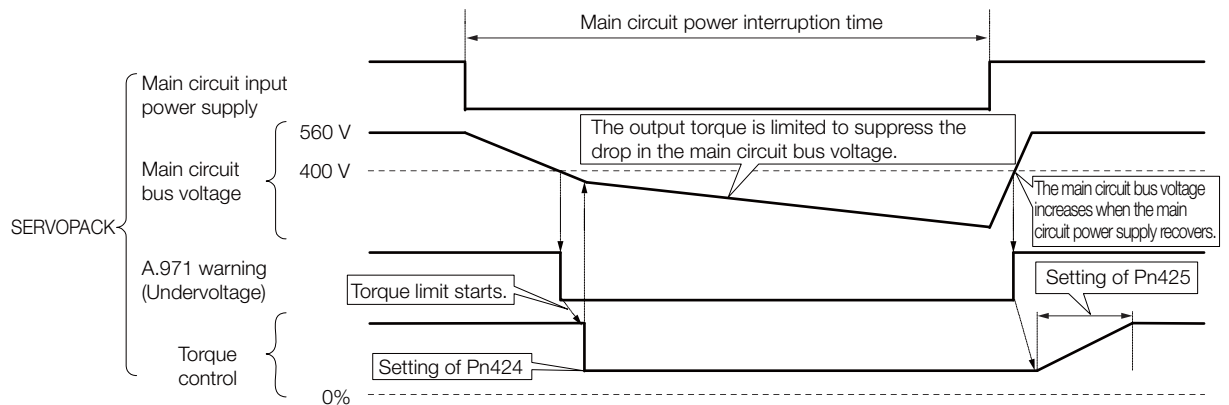 Main circuit power interruption time
Main circuit input
power supply
560 V
The output torque is limited to suppress the
drop in the main circuit bus voltage.
Main circuit
bus voltage
400 V
The main circuit bus voltage
increases when the main
circuit power supply recovers.
SERVOPACK
A.971 warning
(Undervoltage)
Torque limit starts.
Setting of Pn425
Torque
control
Setting of Pn424
0%